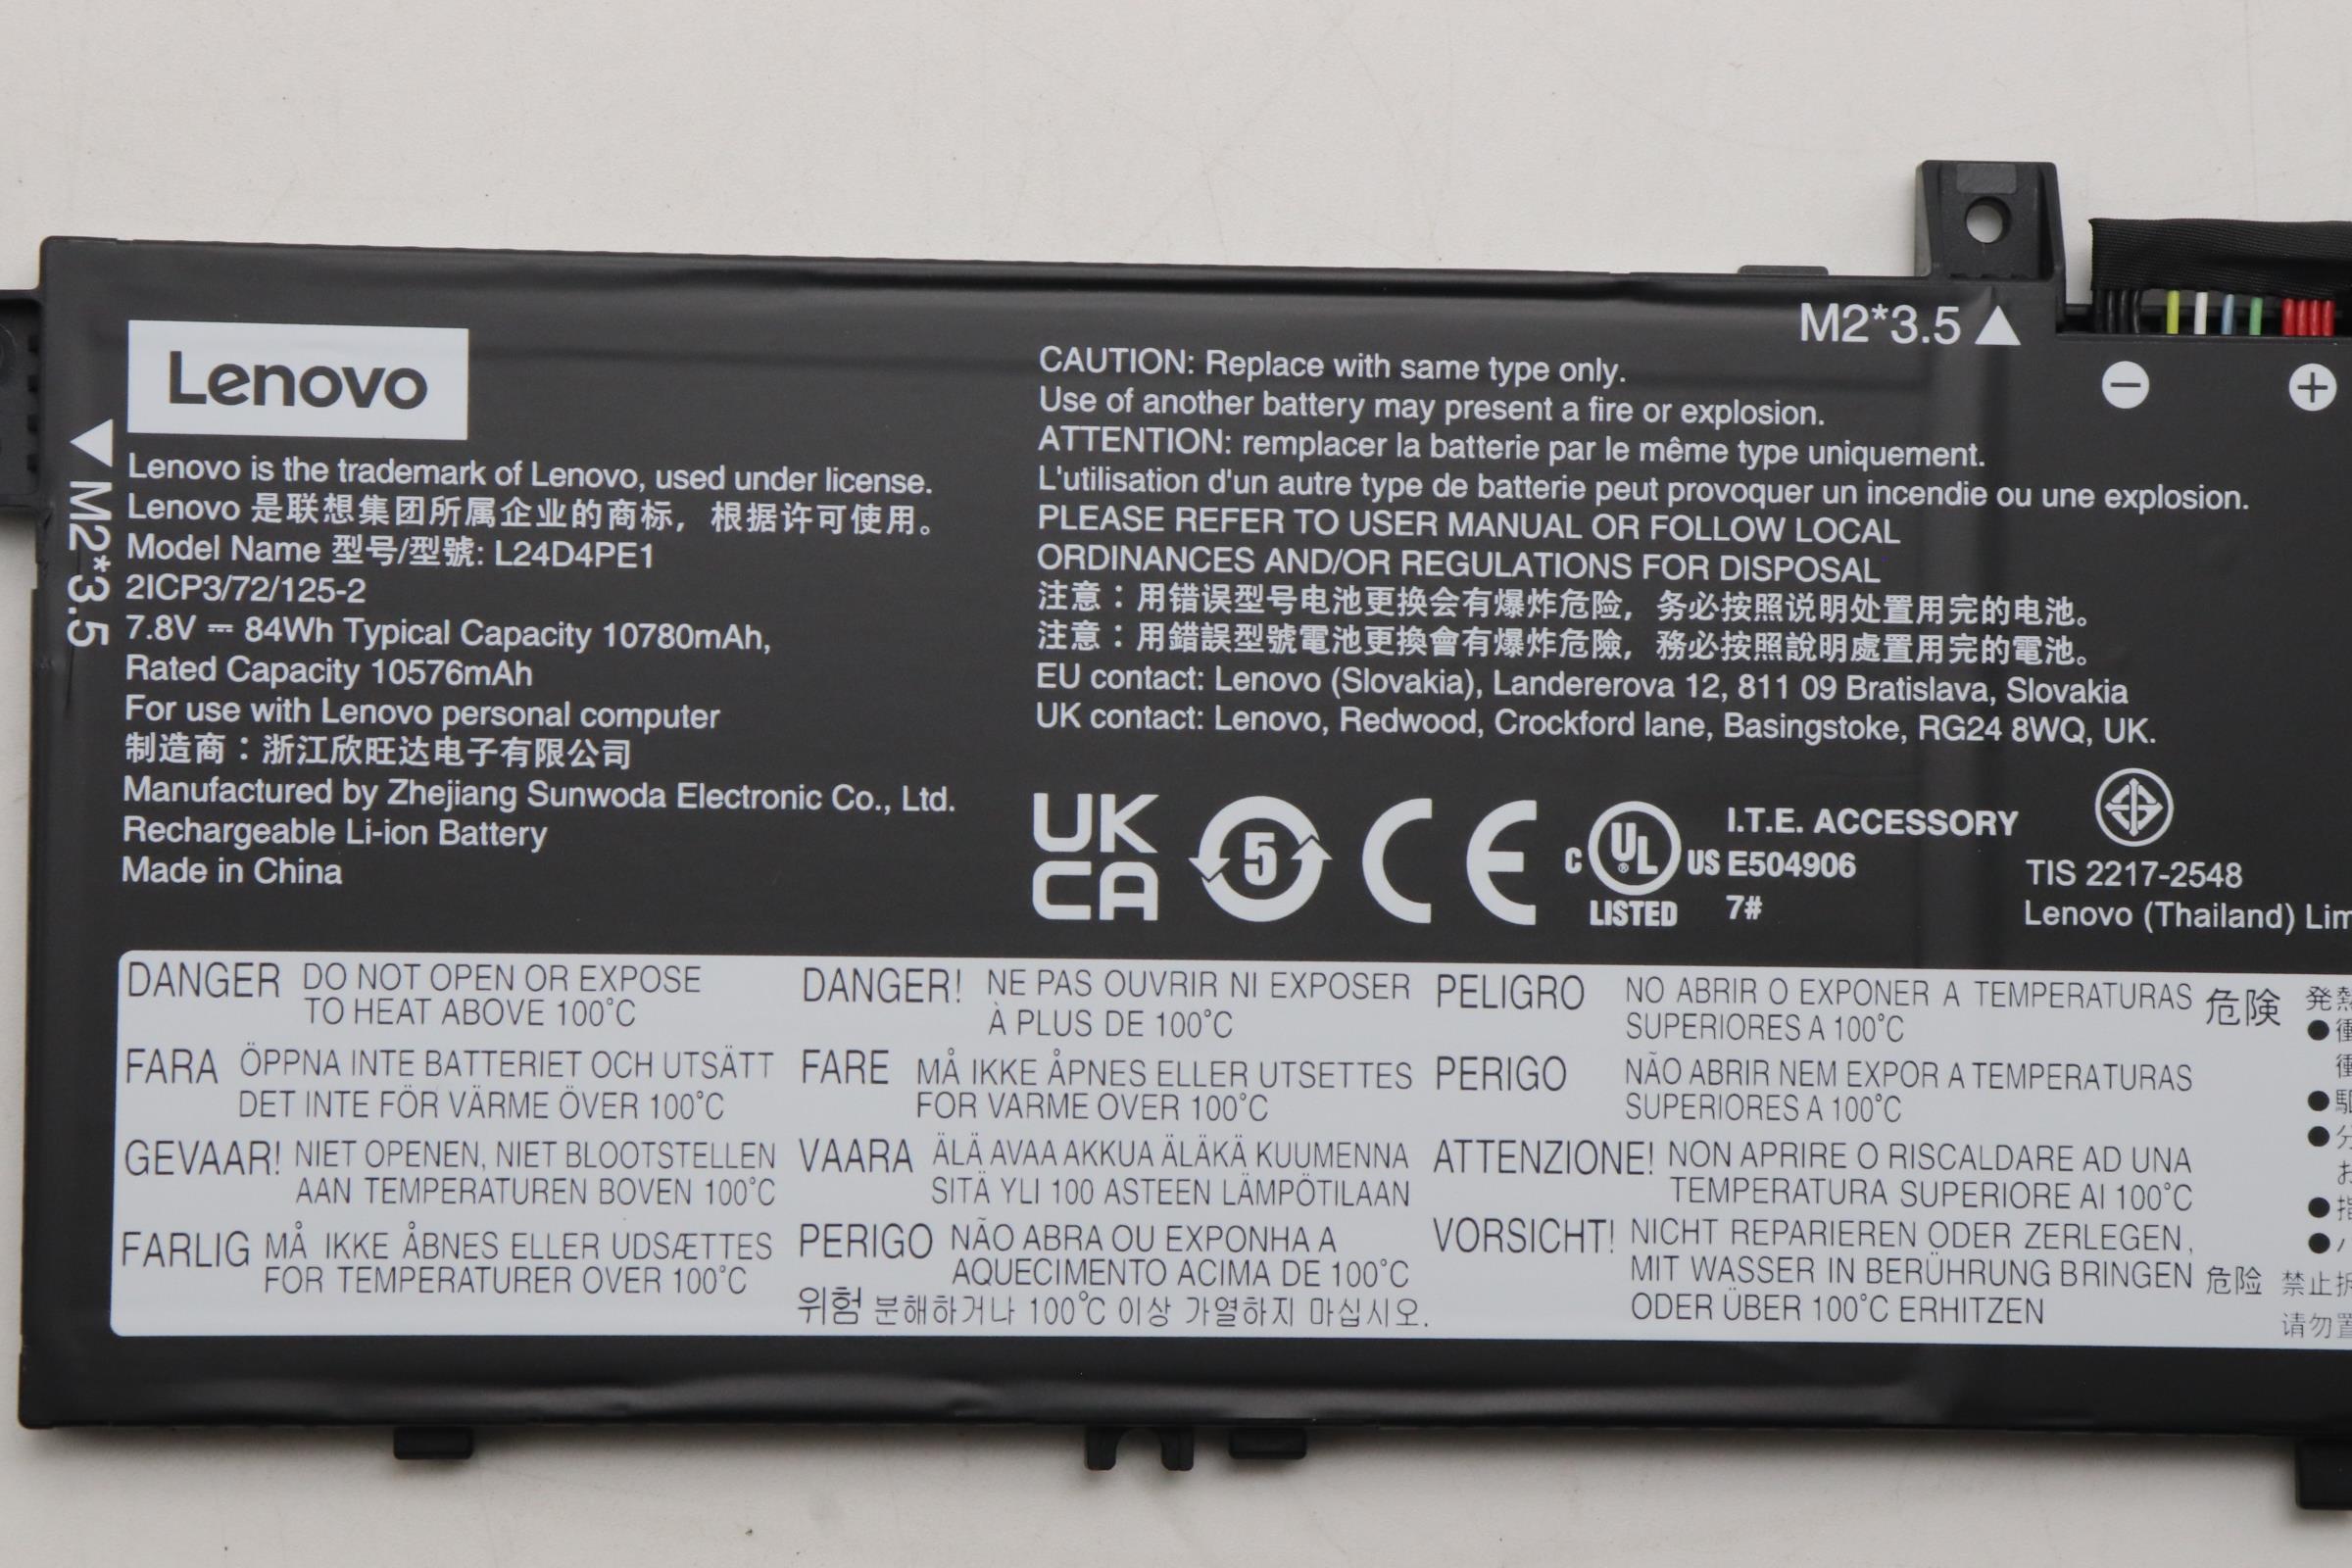 M2*3.5
Lenovo
Lenovo is the trademark of Lenovo, used under license.
Lenovo 是联想集团所属企业的商标，根据许可使用。
Model Name 型号/型號: L24D4PE1
2ICP3/72/125-2
7.8V ⎓ 84Wh Typical Capacity 10780mAh,
Rated Capacity 10576mAh
For use with Lenovo personal computer
制造商：浙江欣旺达电子有限公司
Manufactured by Zhejiang Sunwoda Electronic Co., Ltd.
Rechargeable Li-ion Battery
Made in China
M2*3.5
CAUTION: Replace with same type only.
Use of another battery may present a fire or explosion.
ATTENTION: remplacer la batterie par le même type uniquement.
L'utilisation d'un autre type de batterie peut provoquer un incendie ou une explosion.
PLEASE REFER TO USER MANUAL OR FOLLOW LOCAL
ORDINANCES AND/OR REGULATIONS FOR DISPOSAL
注意：用错误型号电池更换会有爆炸危险，务必按照说明处置用完的电池。
注意：用錯誤型號電池更換會有爆炸危險，務必按照說明處置用完的電池。
EU contact: Lenovo (Slovakia), Landererova 12, 811 09 Bratislava, Slovakia
UK contact: Lenovo, Redwood, Crockford lane, Basingstoke, RG24 8WQ, UK.
UK
CA
5
CE
C UL US
LISTED
I.T.E. ACCESSORY
E504906
7#
TIS 2217-2548
Lenovo (Thailand)
DANGER DO NOT OPEN OR EXPOSE
TO HEAT ABOVE 100°C
FARA ÖPPNA INTE BATTERIET OCH UTSÄTT
DET INTE FÖR VÄRME ÖVER 100°C
GEVAAR! NIET OPENEN, NIET BLOOTSTELLEN
AAN TEMPERATUREN BOVEN 100°C
FARLIG MÅ IKKE ÅBNES ELLER UDSÆTTES
FOR TEMPERATURER OVER 100°C
DANGER! NE PAS OUVRIR NI EXPOSER
À PLUS DE 100°C
FARE MÅ IKKE ÅPNES ELLER UTSETTES
FOR VARME OVER 100°C
VAARA ÄLÄ AVAA AKKUA ÄLÄKÄ KUUMENNA
SITÄ YLI 100 ASTEEN LÄMPÖTILAAN
PERIGO NÃO ABRA OU EXPONHA A
AQUECIMENTO ACIMA DE 100°C
위험 분해하거나 100℃ 이상 가열하지 마십시오.
PELIGRO NO ABRIR O EXPONER A TEMPERATURAS
SUPERIORES A 100°C
PERIGO NÃO ABRIR NEM EXPOR A TEMPERATURAS
SUPERIORES A 100°C
ATTENZIONE! NON APRIRE O RISCALDARE AD UNA
TEMPERATURA SUPERIORE AI 100°C
VORSICHT! NICHT REPARIEREN ODER ZERLEGEN,
MIT WASSER IN BERÜHRUNG BRINGEN
ODER ÜBER 100°C ERHITZEN
危険
危险 禁止
请勿